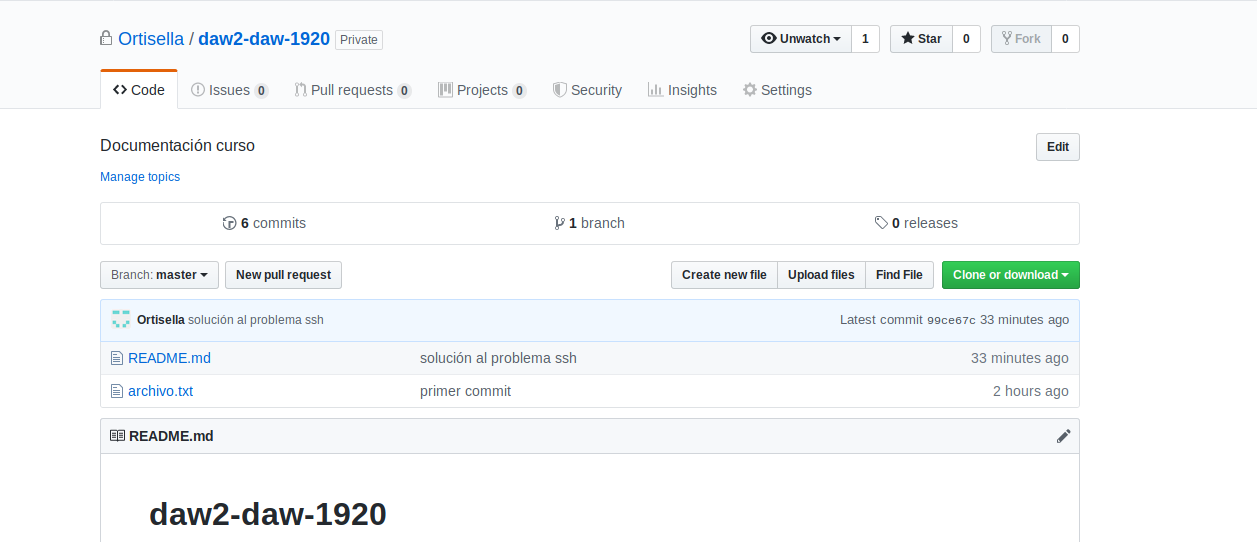 Ortisella / daw2-daw-1920 Private Unwatch 1 Star 0 Fork 0
Code Issues 0 Pull requests 0 Projects 0 Security Insights Settings
Documentación curso Edit
Manage topics
6 commits 1 branch 0 releases
Branch: master New pull request Create new file Upload files Find File Clone or download
Ortisella solución al problema ssh Latest commit 99ce67c 33 minutes ago
README.md solución al problema ssh 33 minutes ago
archivo.txt primer commit 2 hours ago
README.md
daw2-daw-1920